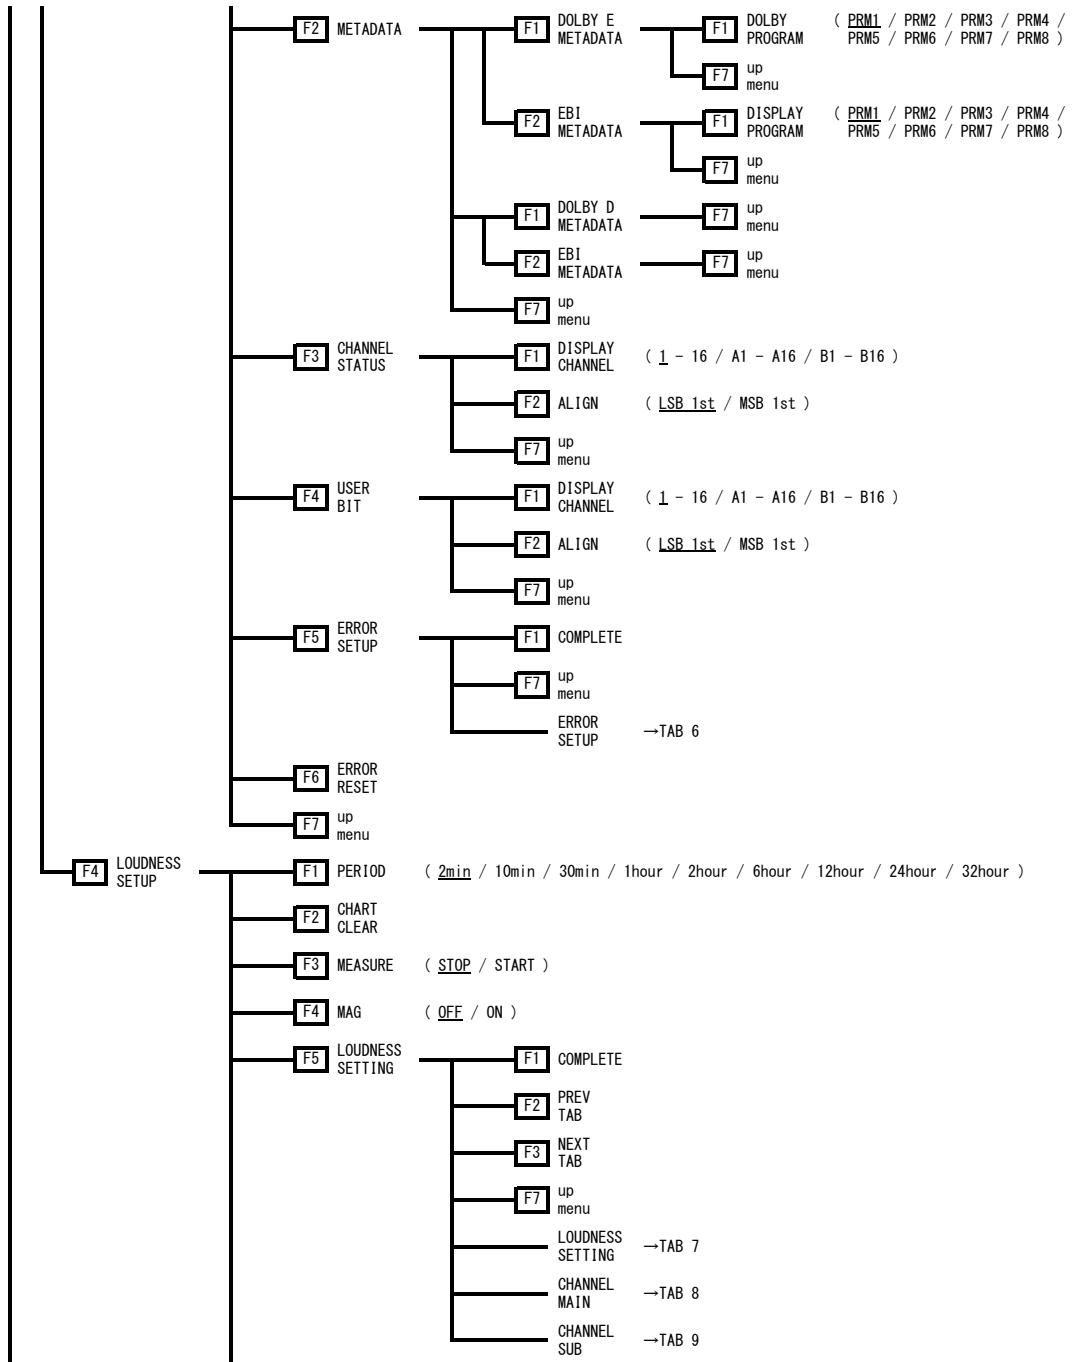 F2 METADATA F1 DOLBY E METADATA F1 DOLBY PROGRAM ( PRM1 / PRM2 / PRM3 / PRM4 /
PRM5 / PRM6 / PRM7 / PRM8 )
F7 up menu
F2 EBI METADATA F1 DISPLAY PROGRAM ( PRM1 / PRM2 / PRM3 / PRM4 /
PRM5 / PRM6 / PRM7 / PRM8 )
F7 up menu
F1 DOLBY D METADATA F7 up menu
F2 EBI METADATA F7 up menu
F7 up menu
F3 CHANNEL STATUS F1 DISPLAY CHANNEL ( 1 - 16 / A1 - A16 / B1 - B16 )
F2 ALIGN ( LSB 1st / MSB 1st )
F7 up menu
F4 USER BIT F1 DISPLAY CHANNEL ( 1 - 16 / A1 - A16 / B1 - B16 )
F2 ALIGN ( LSB 1st / MSB 1st )
F7 up menu
F5 ERROR SETUP F1 COMPLETE
F7 up menu
ERROR SETUP →TAB 6
F6 ERROR RESET
F7 up menu
F4 LOUDNESS SETUP F1 PERIOD ( 2min / 10min / 30min / 1hour / 2hour / 6hour / 12hour / 24hour / 32hour )
F2 CHART CLEAR
F3 MEASURE ( STOP / START )
F4 MAG ( OFF / ON )
F5 LOUDNESS SETTING F1 COMPLETE
F2 PREV TAB
F3 NEXT TAB
F7 up menu
LOUDNESS SETTING →TAB 7
CHANNEL MAIN →TAB 8
CHANNEL SUB →TAB 9